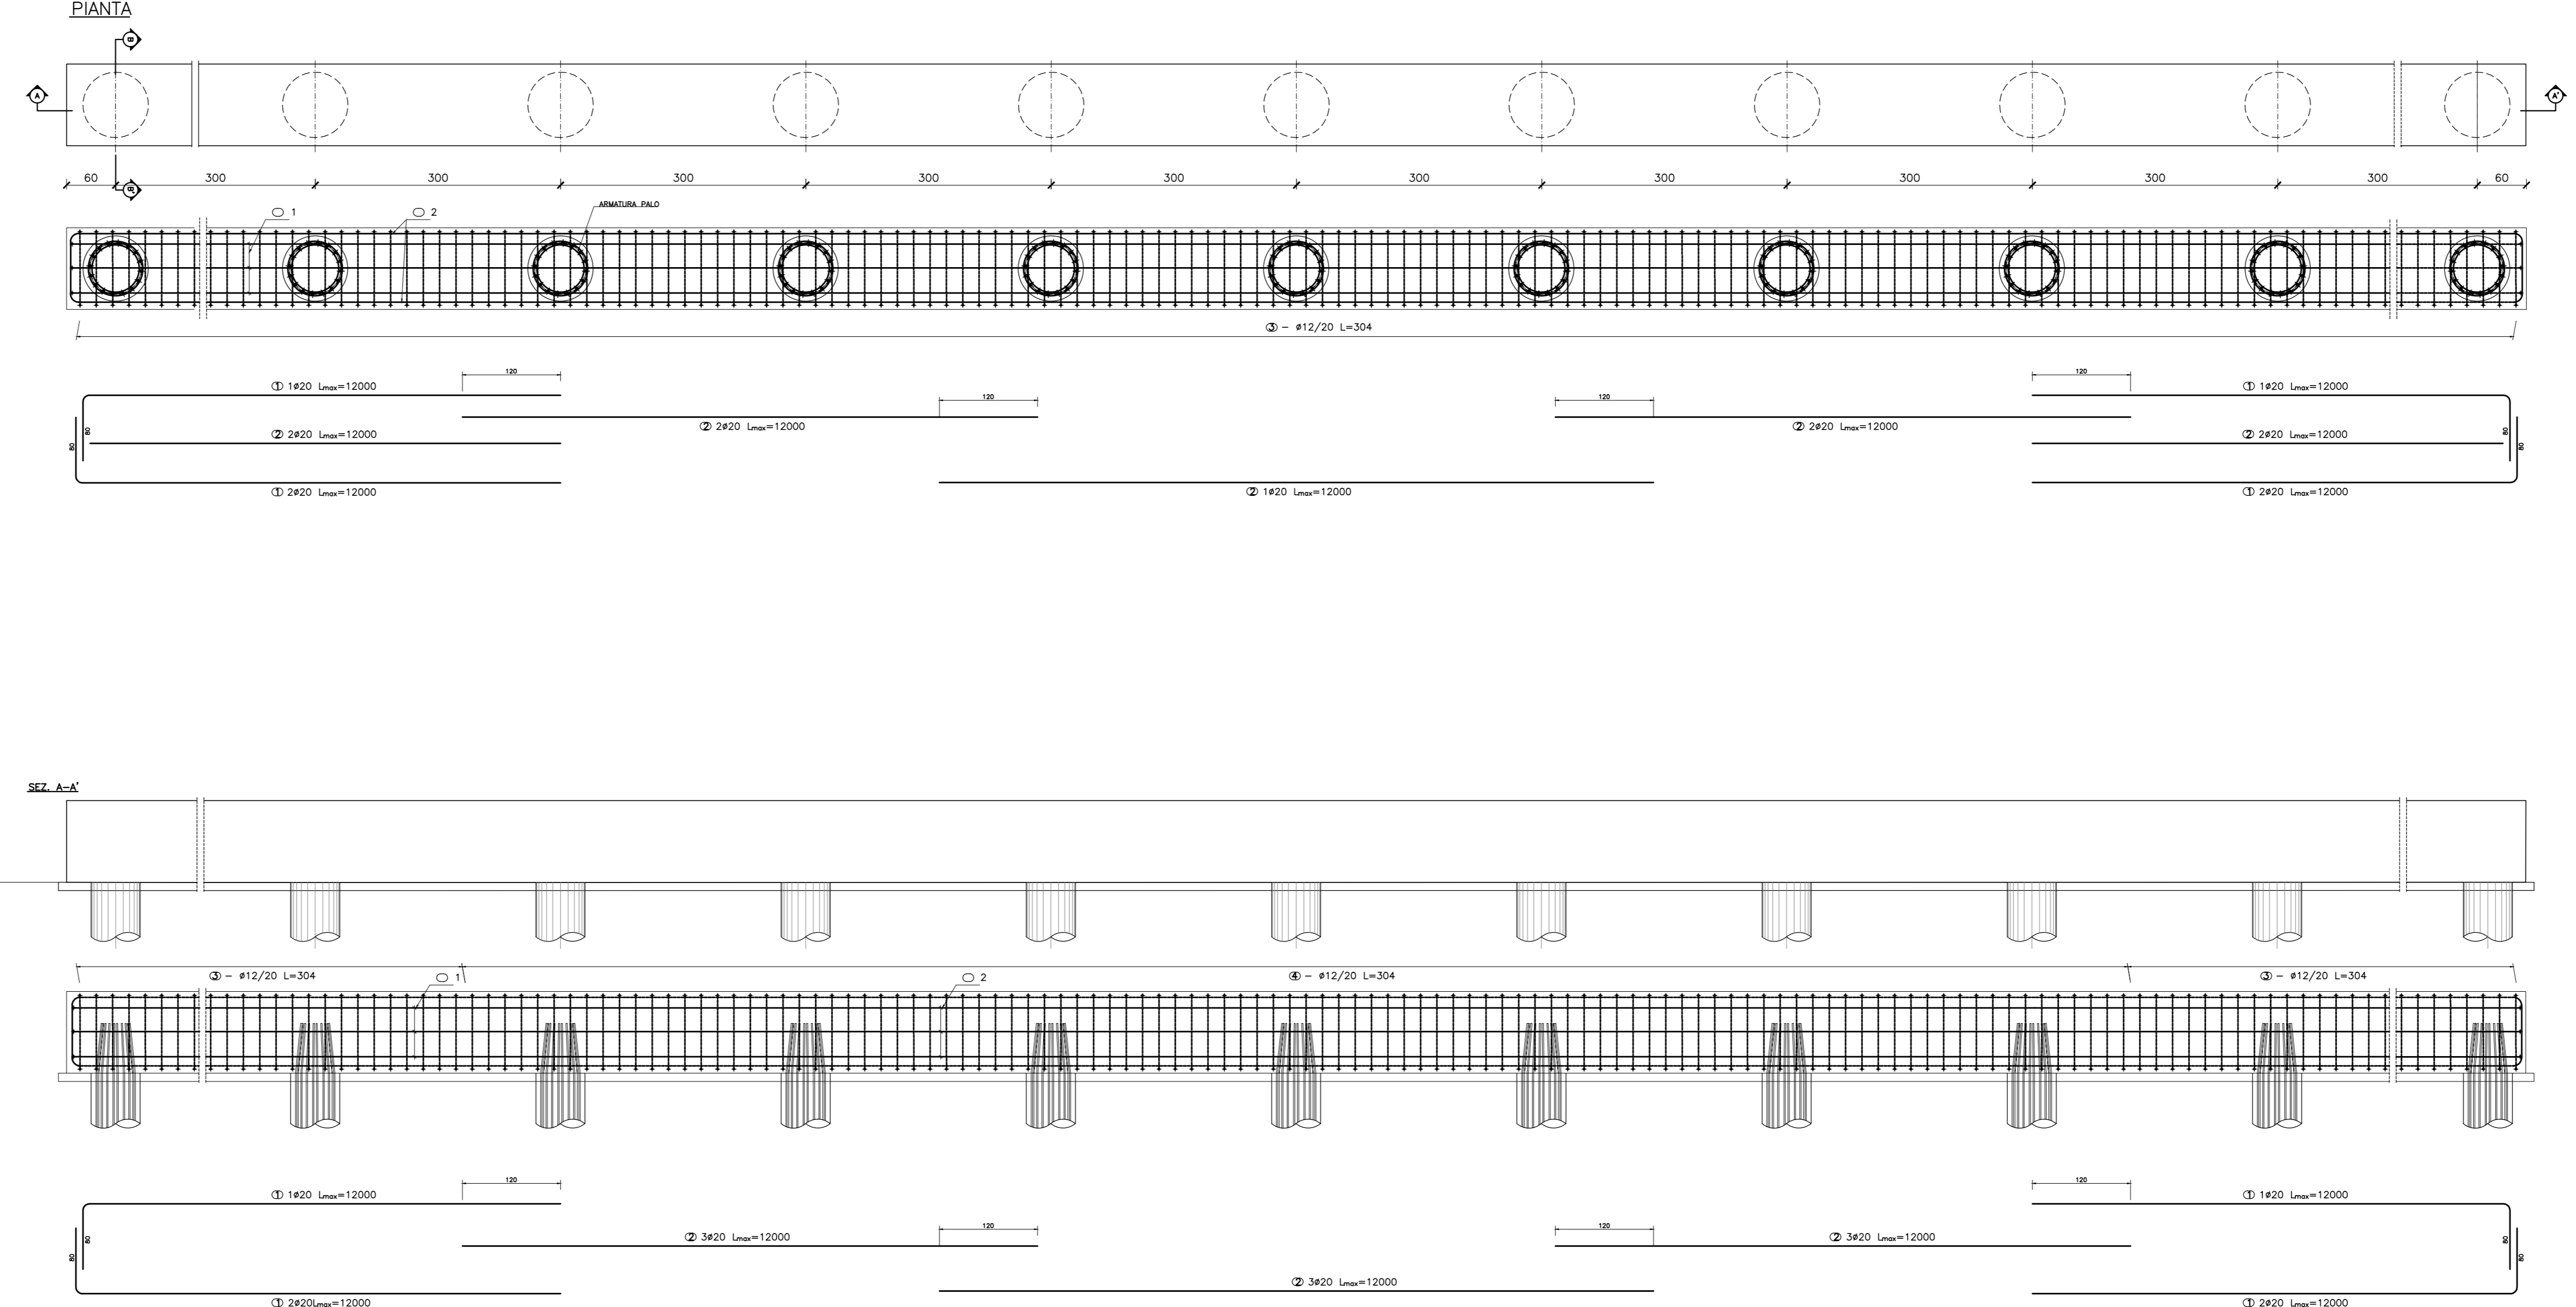 PIANTA
B
A
A'
60 300 300 300 300 300 300 300 300 300 300 60
B'
1
2
ARMATURA PALO
③ - ø12/20 L=304
120
120
① 1ø20 Lmax=12000
① 1ø20 Lmax=12000
120
120
② 2ø20 Lmax=12000
② 2ø20 Lmax=12000
80
80
② 2ø20 Lmax=12000
② 2ø20 Lmax=12000
80
80
① 2ø20 Lmax=12000
② 1ø20 Lmax=12000
① 2ø20 Lmax=12000
SEZ. A-A'
③ - ø12/20 L=304
1
2
④ - ø12/20 L=304
③ - ø12/20 L=304
120
120
① 1ø20 Lmax=12000
① 1ø20 Lmax=12000
120
120
② 3ø20 Lmax=12000
② 3ø20 Lmax=12000
80
80
80
80
② 3ø20 Lmax=12000
① 2ø20Lmax=12000
① 2ø20 Lmax=12000